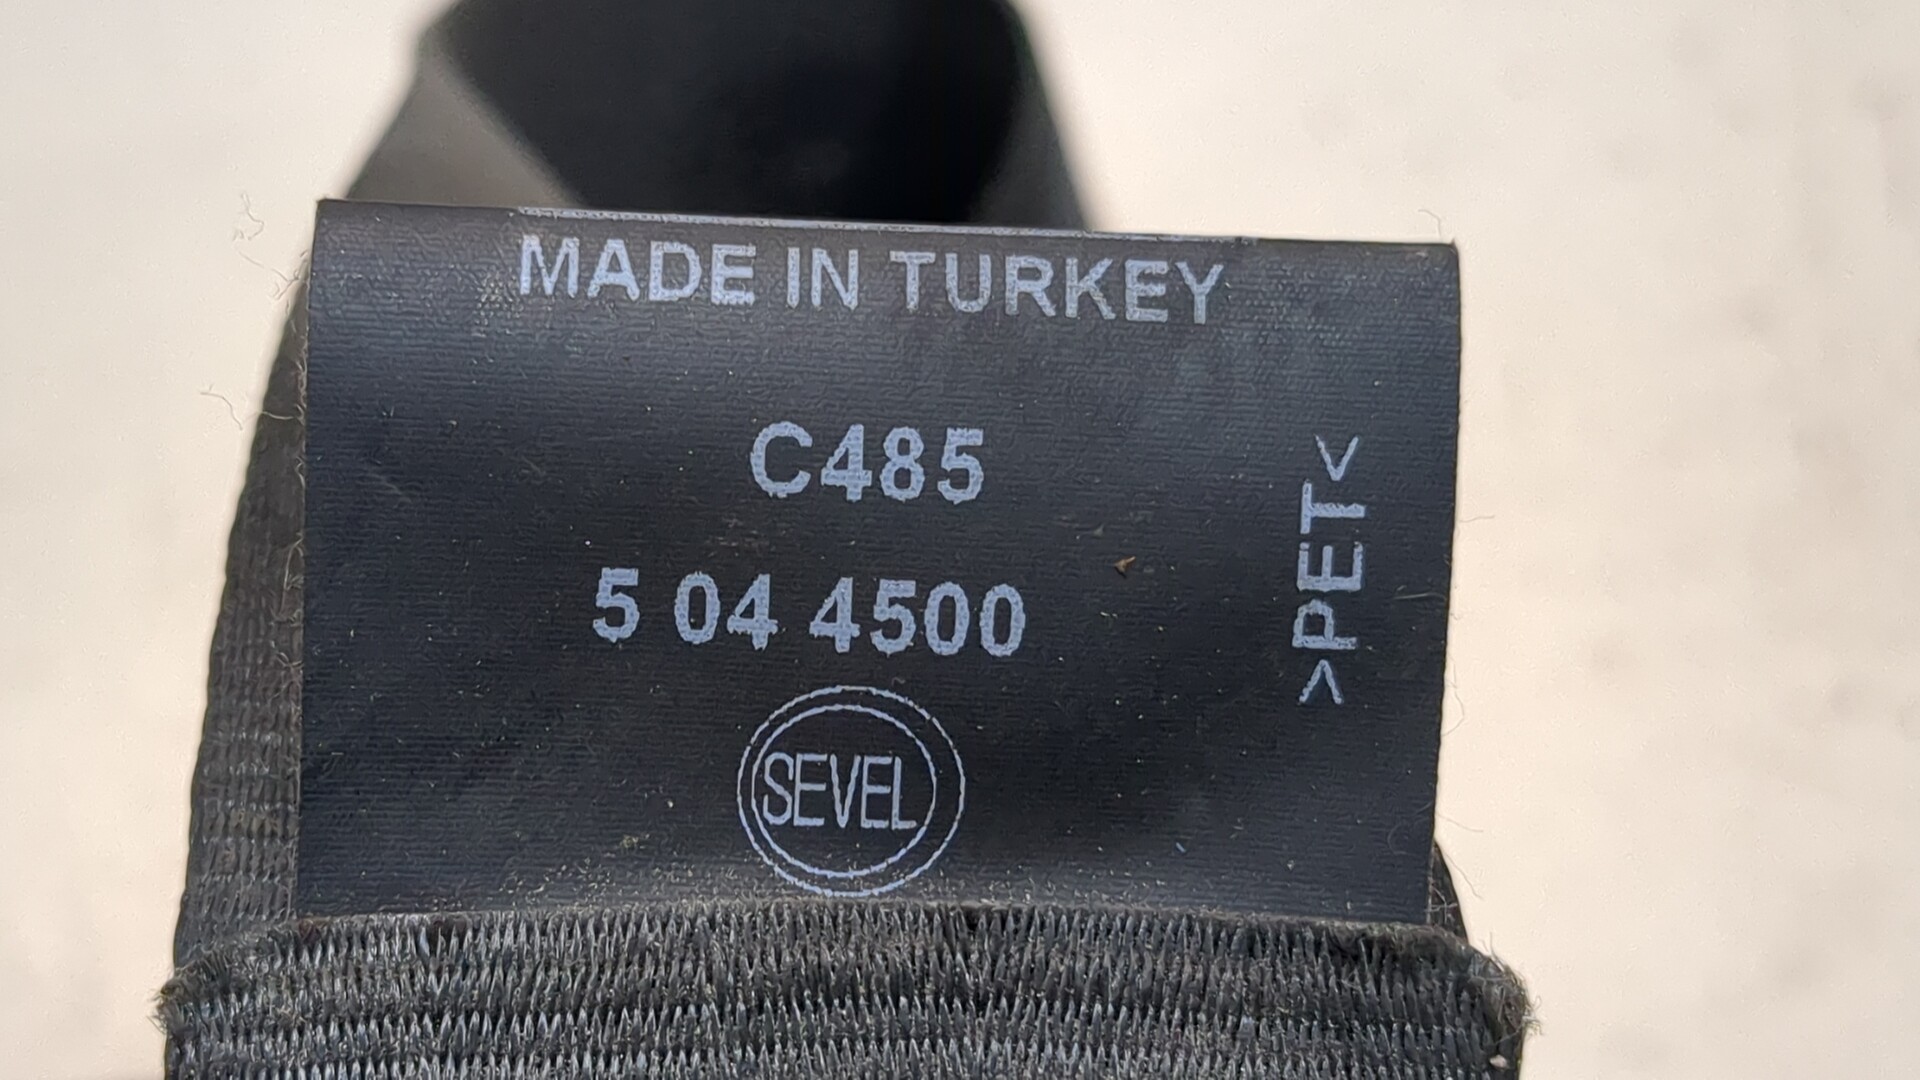 MADE IN TURKEY
C485
5 04 4500
>PET<
SEVEL